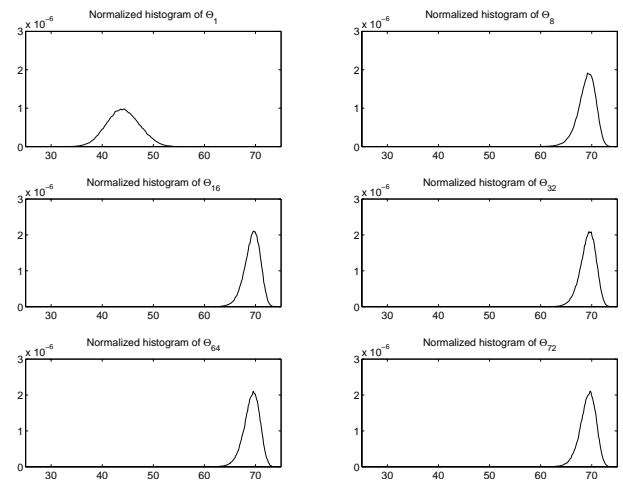 Normalized histogram of Θ1
3 x 10⁻⁶
2
1
0
30 40 50 60 70
Normalized histogram of Θ8
3 x 10⁻⁶
2
1
0
30 40 50 60 70
Normalized histogram of Θ16
3 x 10⁻⁶
2
1
0
30 40 50 60 70
Normalized histogram of Θ32
3 x 10⁻⁶
2
1
0
30 40 50 60 70
Normalized histogram of Θ64
3 x 10⁻⁶
2
1
0
30 40 50 60 70
Normalized histogram of Θ72
3 x 10⁻⁶
2
1
0
30 40 50 60 70